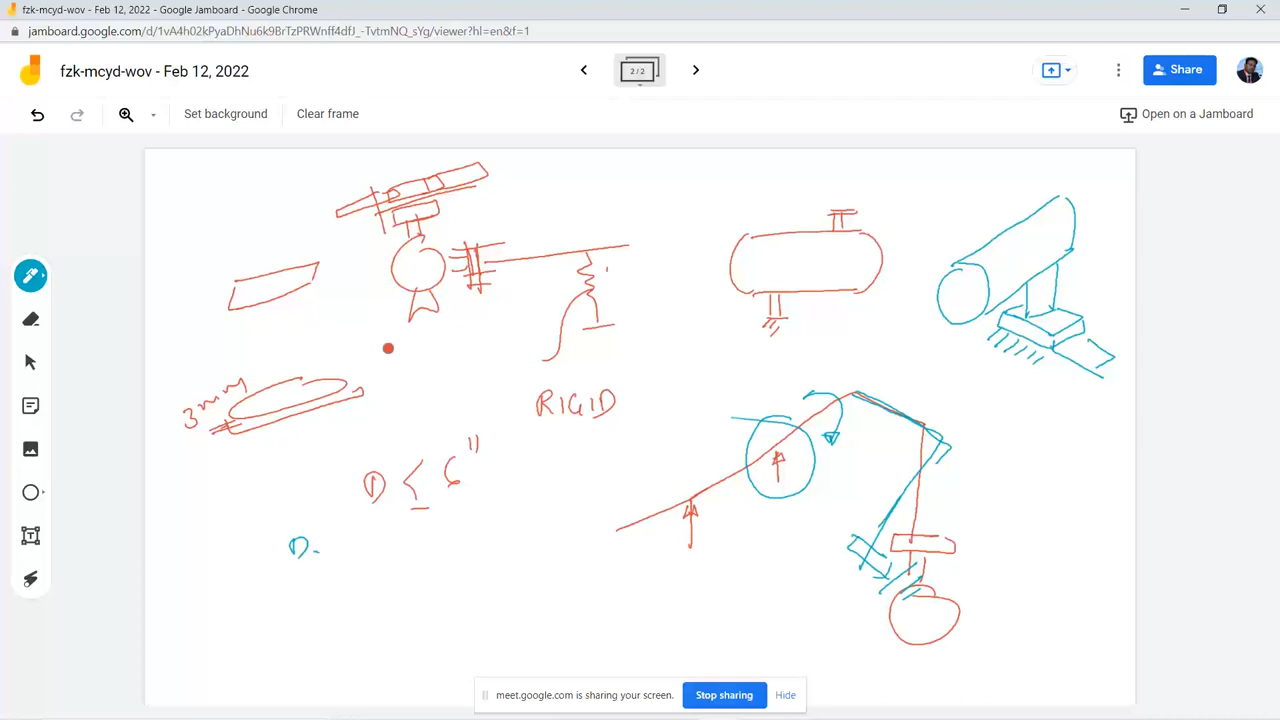 fzk-mcyd-wov - Feb 12, 2022 - Google Jamboard - Google Chrome
jamboard.google.com/d/1vA4h02kPyaDhNu6k9BrTzPRWnff4dfJ_-TvtmNQ_sYg/viewer?hl=en&f=1
fzk-mcyd-wov - Feb 12, 2022
2 / 2
Share
Set background
Clear frame
Open on a Jamboard
3mm
RIGID
D ≤ 6"
D.
meet.google.com is sharing your screen.
Stop sharing
Hide